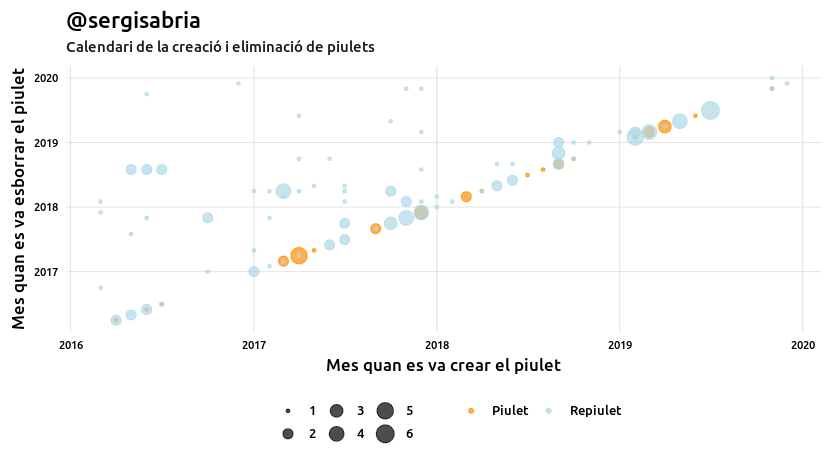 @sergisabria
Calendari de la creació i eliminació de piulets
Mes quan es va esborrar el piulet
2020
2019
2018
2017
2016 2017 2018 2019 2020
Mes quan es va crear el piulet
1 3 5 Piulet Repiulet
2 4 6